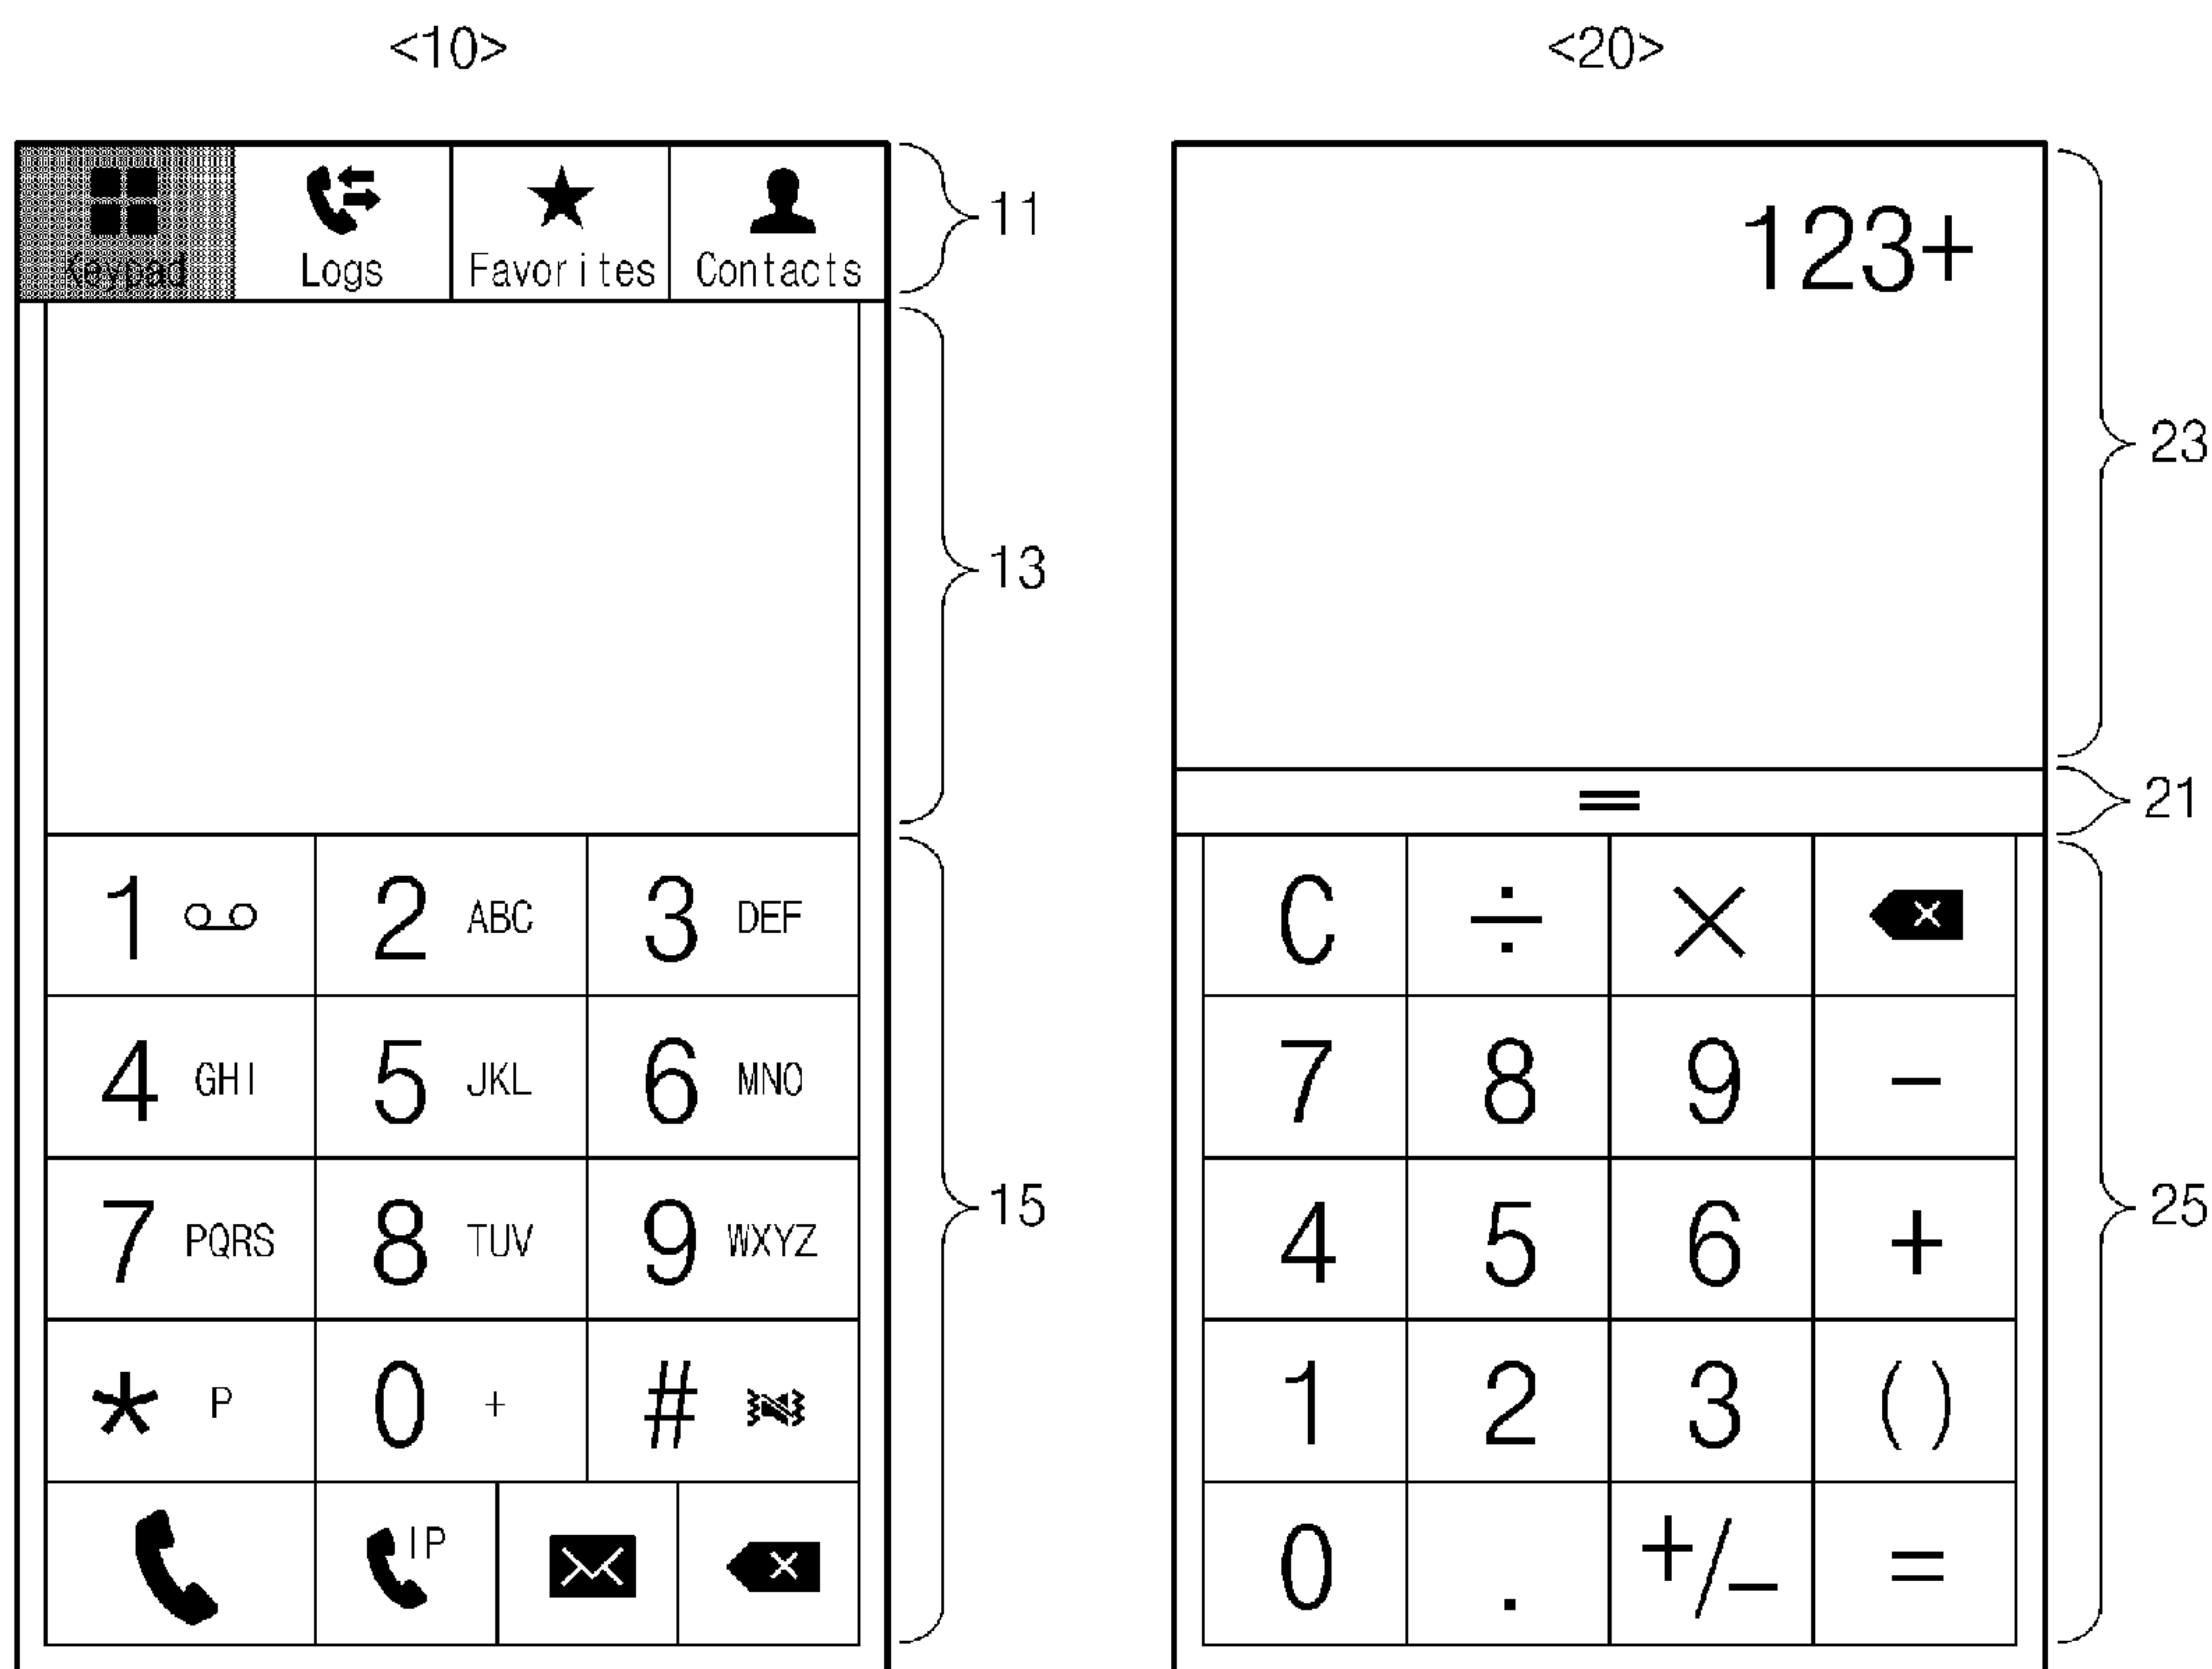 <10>
<20>
Keypad
Logs
Favorites
Contacts
11
13
1
2 ABC
3 DEF
4 GHI
5 JKL
6 MNO
7 PQRS
8 TUV
9 WXYZ
* P
0 +
#
IP
15
123+
23
=
21
C ÷ ×
7 8 9 -
4 5 6 +
1 2 3 ( )
0 . +/- =
25